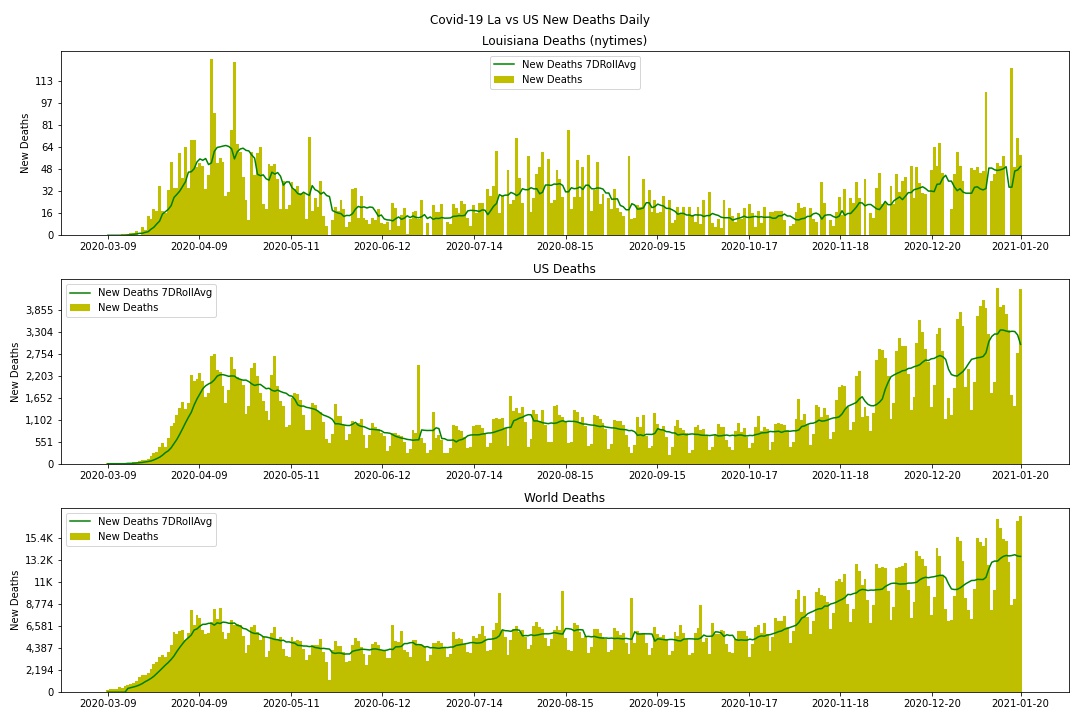 Covid-19 La vs US New Deaths Daily
Louisiana Deaths (nytimes)
New Deaths 7DRollAvg
New Deaths
New Deaths
113
97
81
64
48
32
16
0
2020-03-09 2020-04-09 2020-05-11 2020-06-12 2020-07-14 2020-08-15 2020-09-15 2020-10-17 2020-11-18 2020-12-20 2021-01-20
US Deaths
New Deaths 7DRollAvg
New Deaths
New Deaths
3,855
3,304
2,754
2,203
1,652
1,102
551
0
2020-03-09 2020-04-09 2020-05-11 2020-06-12 2020-07-14 2020-08-15 2020-09-15 2020-10-17 2020-11-18 2020-12-20 2021-01-20
World Deaths
New Deaths 7DRollAvg
New Deaths
New Deaths
15.4K
13.2K
11K
8,774
6,581
4,387
2,194
0
2020-03-09 2020-04-09 2020-05-11 2020-06-12 2020-07-14 2020-08-15 2020-09-15 2020-10-17 2020-11-18 2020-12-20 2021-01-20